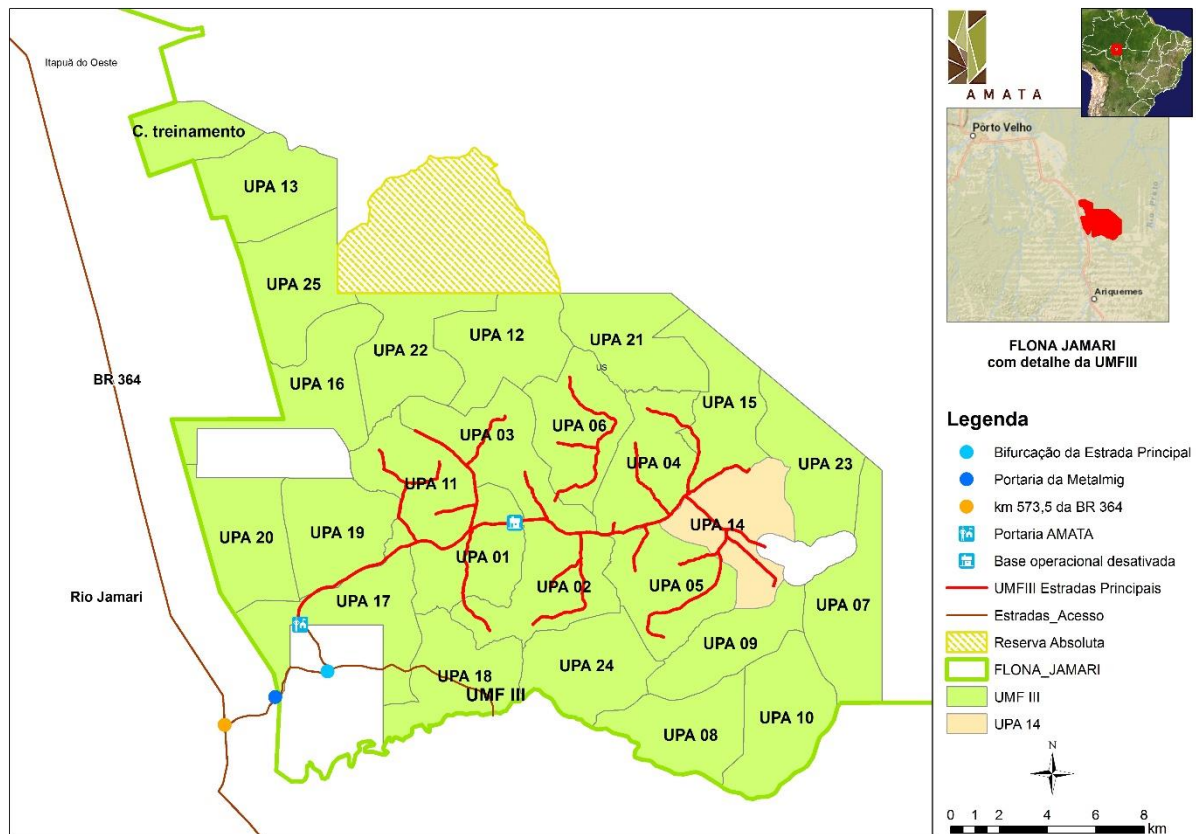 Itapuã do Oeste
C. treinamento
UPA 13
UPA 25
UPA 12
UPA 21
UPA 22
US
UPA 16
BR 364
UPA 15
UPA 06
UPA 03
UPA 04
UPA 23
UPA 11
UPA 14
UPA 20
UPA 19
UPA 01
UPA 02
UPA 05
Rio Jamari
UPA 17
UPA 07
UPA 09
UPA 24
UPA 18
UMF III
UPA 10
UPA 08
AMATA
Pôrto Velho
Rio Prêto
Ariquemes
FLONA JAMARI
com detalhe da UMFIII
Legenda
Bifurcação da Estrada Principal
Portaria da Metalmig
km 573,5 da BR 364
Portaria AMATA
Base operacional desativada
UMFIII Estradas Principais
Estradas_Acesso
Reserva Absoluta
FLONA_JAMARI
UMF III
UPA 14
N
0 1 2 4 6 8
km